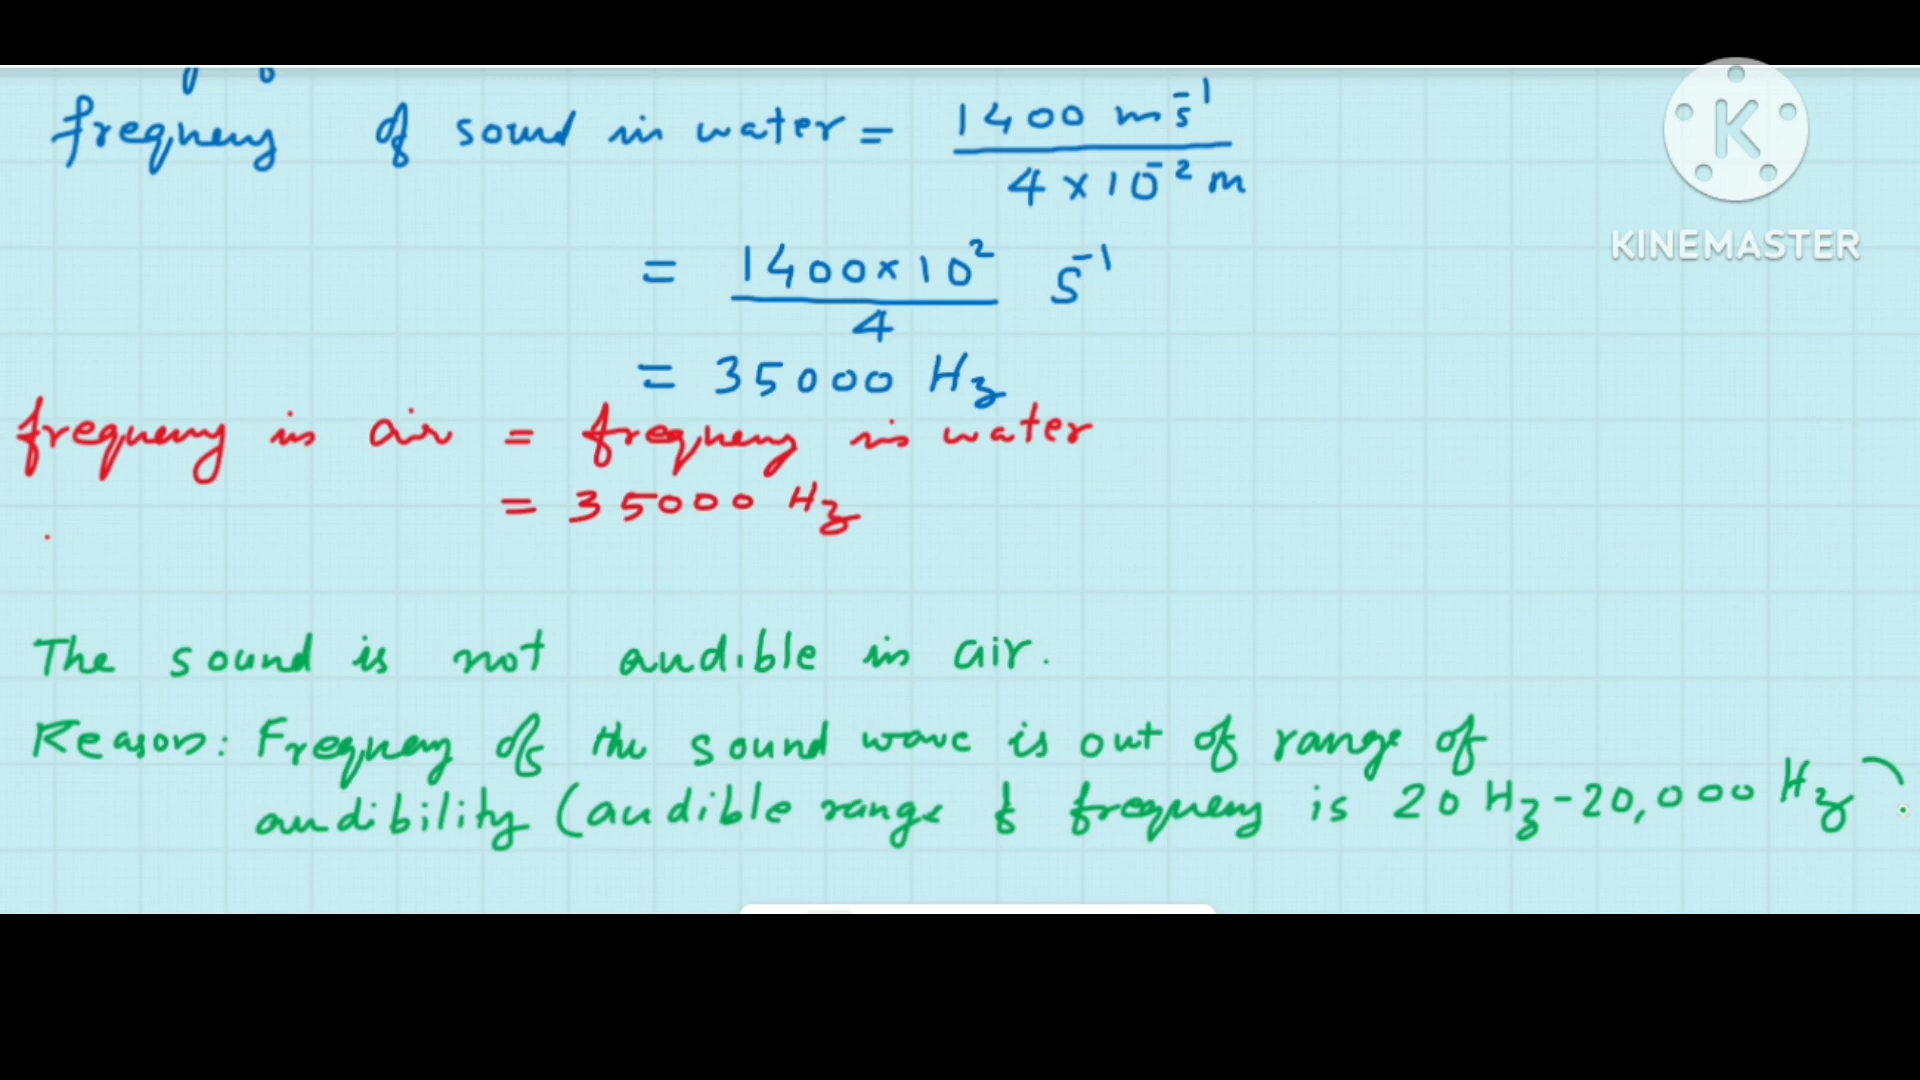 frequency of sound in water = 1400 ms⁻¹ / 4 × 10⁻² m
K
KINEMASTER
= 1400 × 10² / 4 s⁻¹
= 35000 Hz
frequency in air = frequency in water
= 35000 Hz
The sound is not audible in air.
Reason: Frequency of the sound wave is out of range of
audibility (audible range of frequency is 20 Hz - 20,000 Hz)